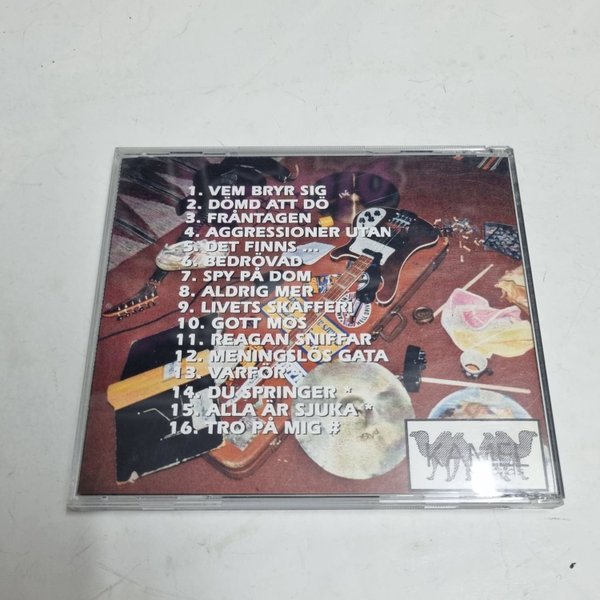 1. VEM BRYR SIG
2. DÖMD ATT DÖ
3. FRÅNTAGEN
4. AGGRESSIONER UTAN
5. DET FINNS ...
6. BEDRÖVAD
7. SPY PÅ DOM
8. ALDRIG MER
9. LIVETS SKAFFERI
10. GOTT MOS
11. REAGAN SNIFFAR
12. MENINGSLÖS GATA
13. VARFÖR
14. DU SPRINGER *
15. ALLA ÄR SJUKA *
16. TRO PÅ MIG #
KAMEL